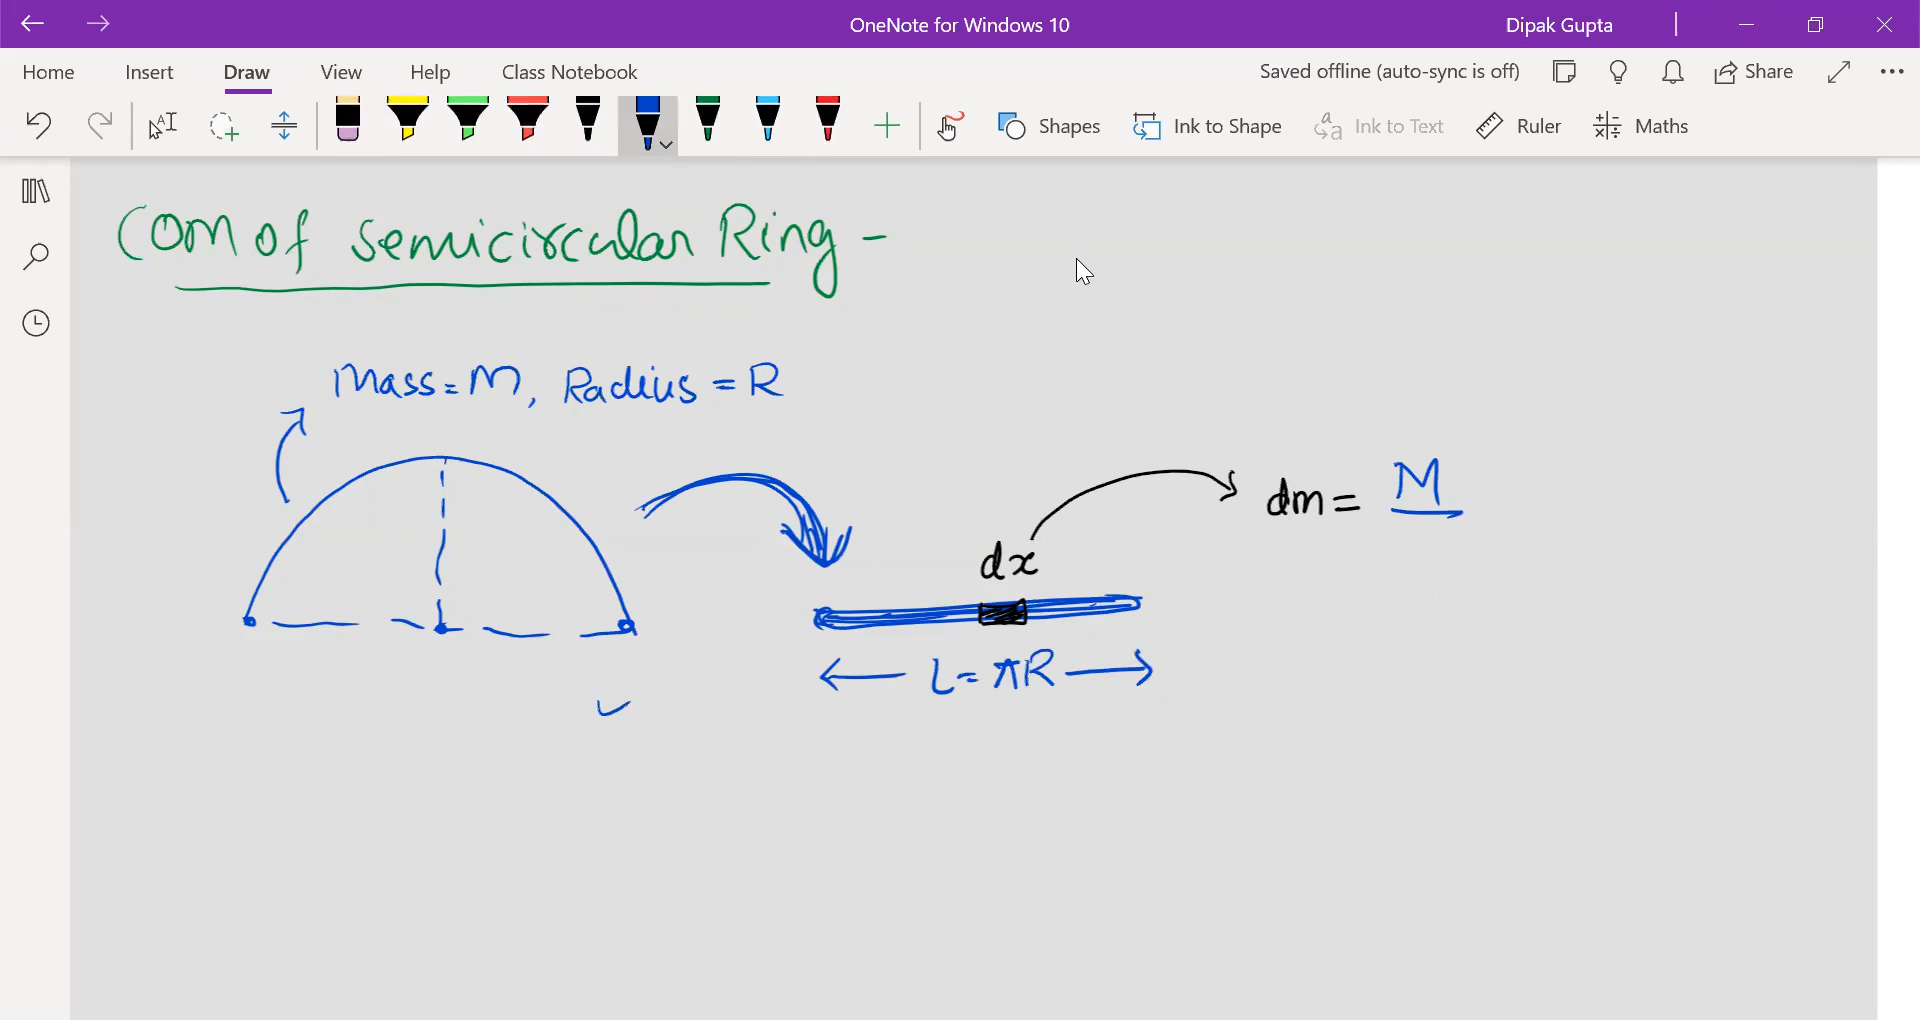 OneNote for Windows 10
Dipak Gupta
Home Insert Draw View Help Class Notebook
Saved offline (auto-sync is off) Share
Shapes Ink to Shape Ink to Text Ruler Maths
COM of semicircular Ring -
Mass = M, Radius = R
dm = M
dx
L = πR